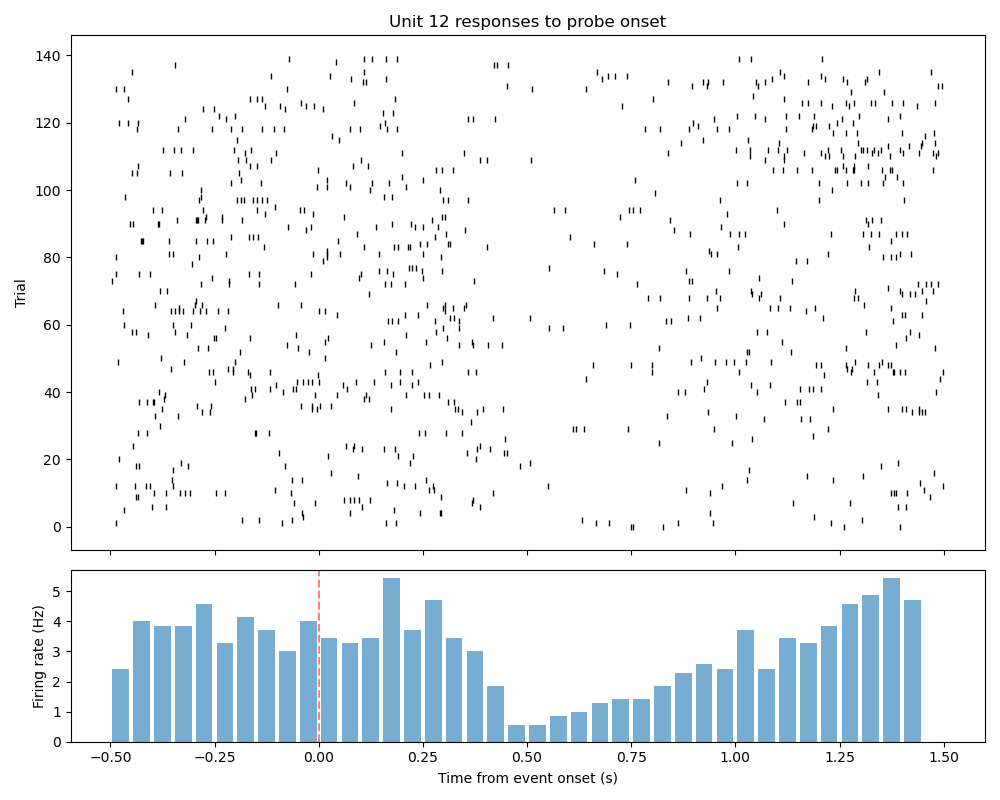 Unit 12 responses to probe onset
Trial
140
120
100
80
60
40
20
0
Firing rate (Hz)
5
4
3
2
1
0
−0.50 −0.25 0.00 0.25 0.50 0.75 1.00 1.25 1.50
Time from event onset (s)